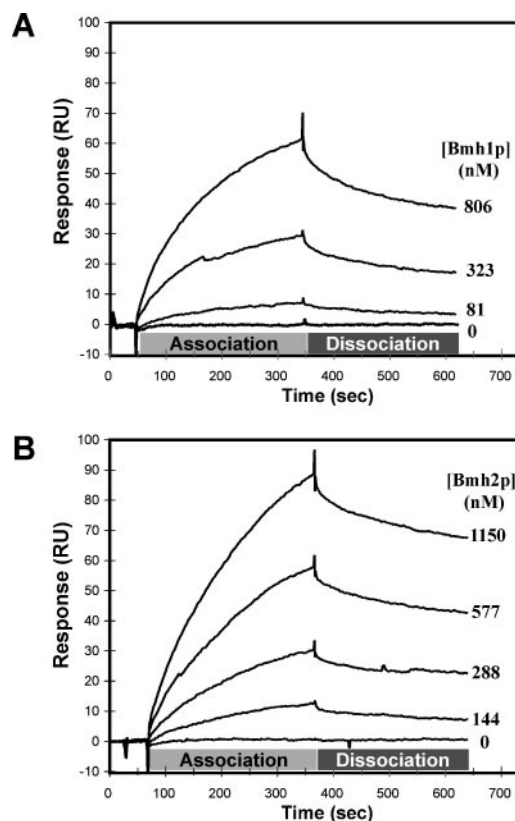 A
Response (RU)
100
90
80
70
60
50
40
30
20
10
0
-10
[Bmh1p]
(nM)
806
323
81
0
Association Dissociation
0 100 200 300 400 500 600 700
Time (sec)
B
Response (RU)
100
90
80
70
60
50
40
30
20
10
0
-10
[Bmh2p]
(nM)
1150
577
288
144
0
Association Dissociation
0 100 200 300 400 500 600 700
Time (sec)